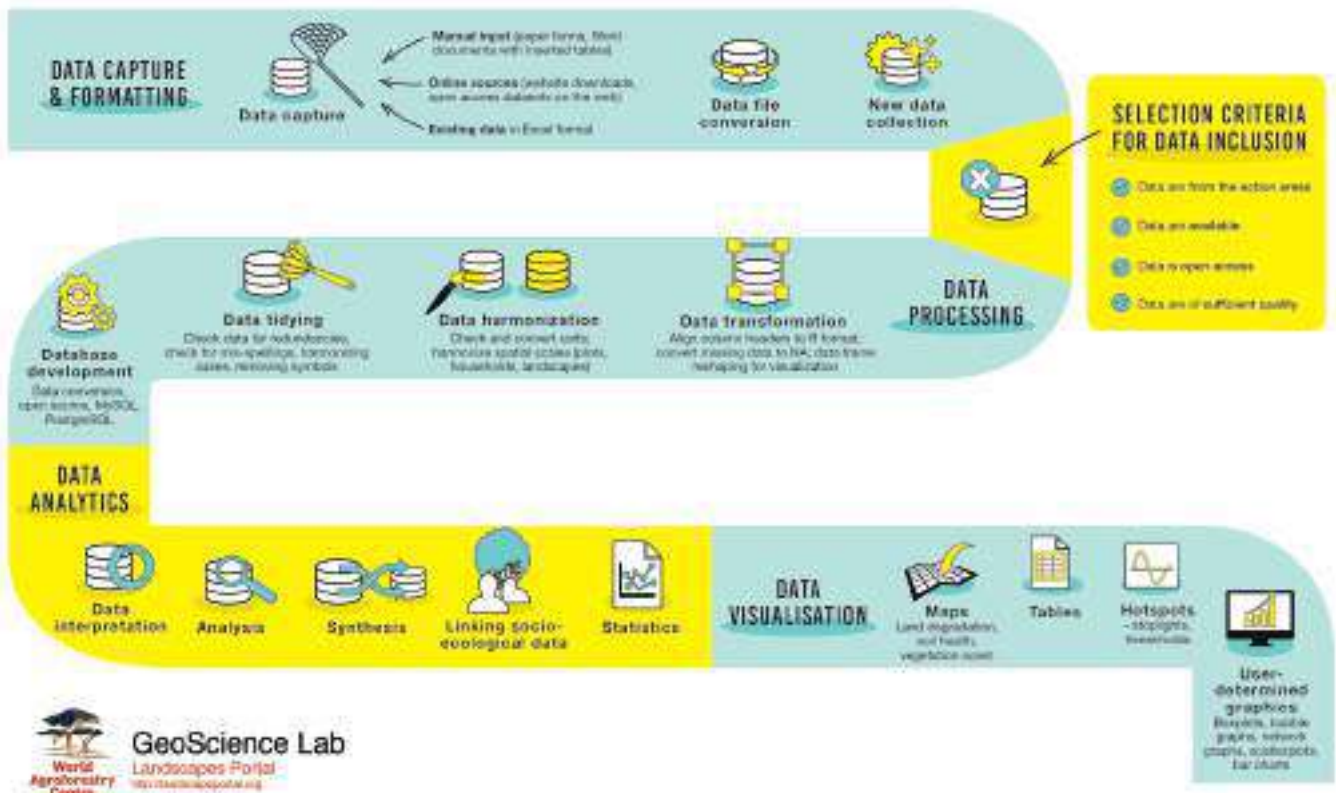 DATA CAPTURE
& FORMATTING
Data capture
Manual input (paper forms, Word
documents with inserted tables)
Online sources (website downloads,
open access datasets on the web)
Existing data in Excel format
Data file
conversion
New data
collection
SELECTION CRITERIA
FOR DATA INCLUSION
Data are from the action areas
Data are available
Data is open access
Data are of sufficient quality
DATA
PROCESSING
Data transformation
Align column headers to R format,
convert missing data to NA, data frame
reshaping for visualization
Data harmonization
Check and convert units,
harmonize spatial scales (plots,
households, landscapes)
Data tidying
Check data for redundancies,
check for mis-spellings, harmonizing
cases, removing symbols
Database
development
Data conversion,
open access, MySQL,
PostgreSQL
DATA
ANALYTICS
Data
interpretation
Analysis
Synthesis
Linking socio-
ecological data
Statistics
DATA
VISUALISATION
Maps
Land degradation,
soil health,
vegetation
Tables
Hotspots
- stoplights,
thresholds
User-
determined
graphics
Boxplots,
graphs, network
graphs, scatterplots,
bar charts
World
Agroforestry
Centre
GeoScience Lab
Landscapes Portal
http://landscapeportal.org